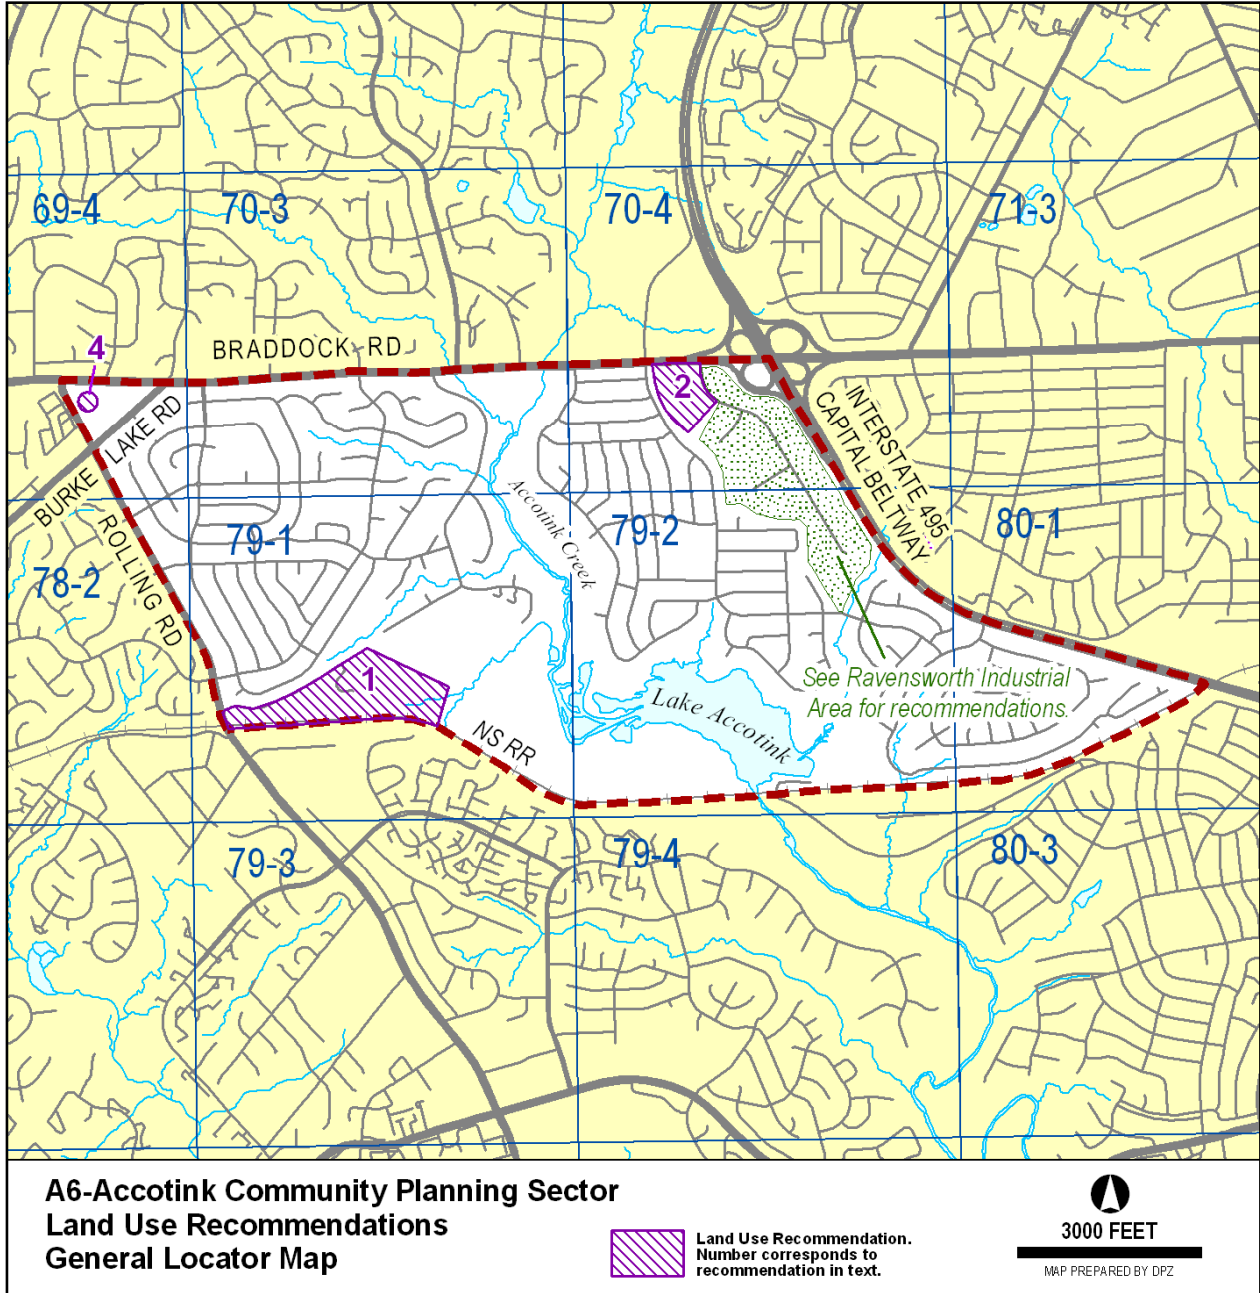 69-4
70-3
70-4
71-3
4
BRADDOCK RD
2
INTERSTATE 495
CAPITAL BELTWAY
BURKE LAKE RD
ROLLING RD
79-1
Accotink Creek
79-2
80-1
78-2
1
See Ravensworth Industrial
Area for recommendations.
Lake Accotink
NS RR
79-3
79-4
80-3
A6-Accotink Community Planning Sector
Land Use Recommendations
General Locator Map
Land Use Recommendation.
Number corresponds to
recommendation in text.
3000 FEET
MAP PREPARED BY DPZ